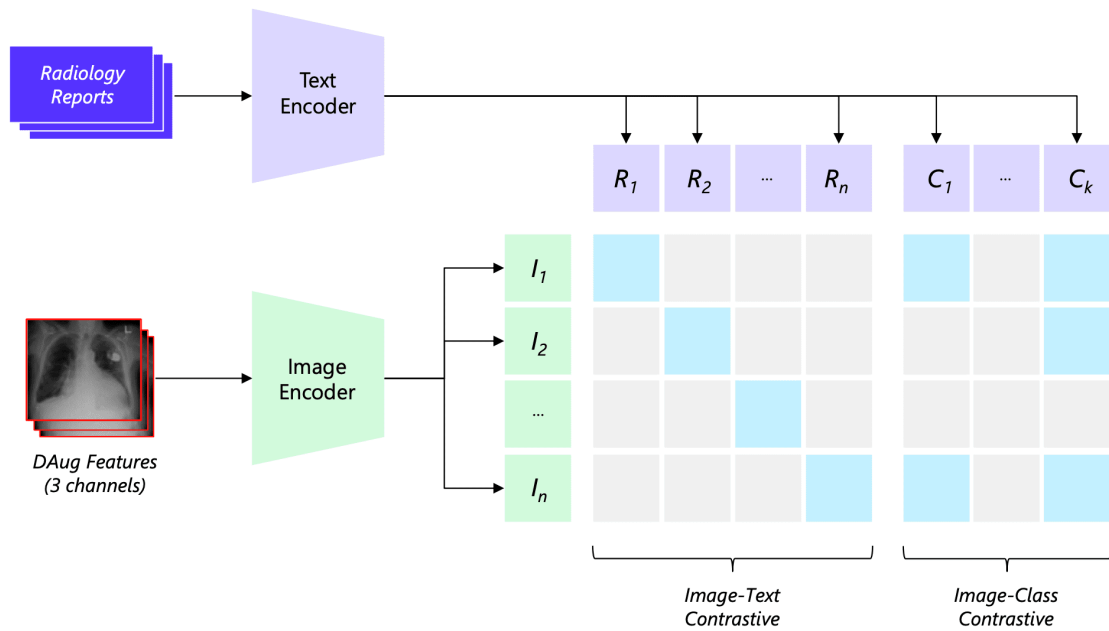 Radiology
Reports
Text
Encoder
R1 R2 ... Rn C1 ... Ck
I1
I2
...
In
L
Image
Encoder
DAug Features
(3 channels)
Image-Text
Contrastive
Image-Class
Contrastive